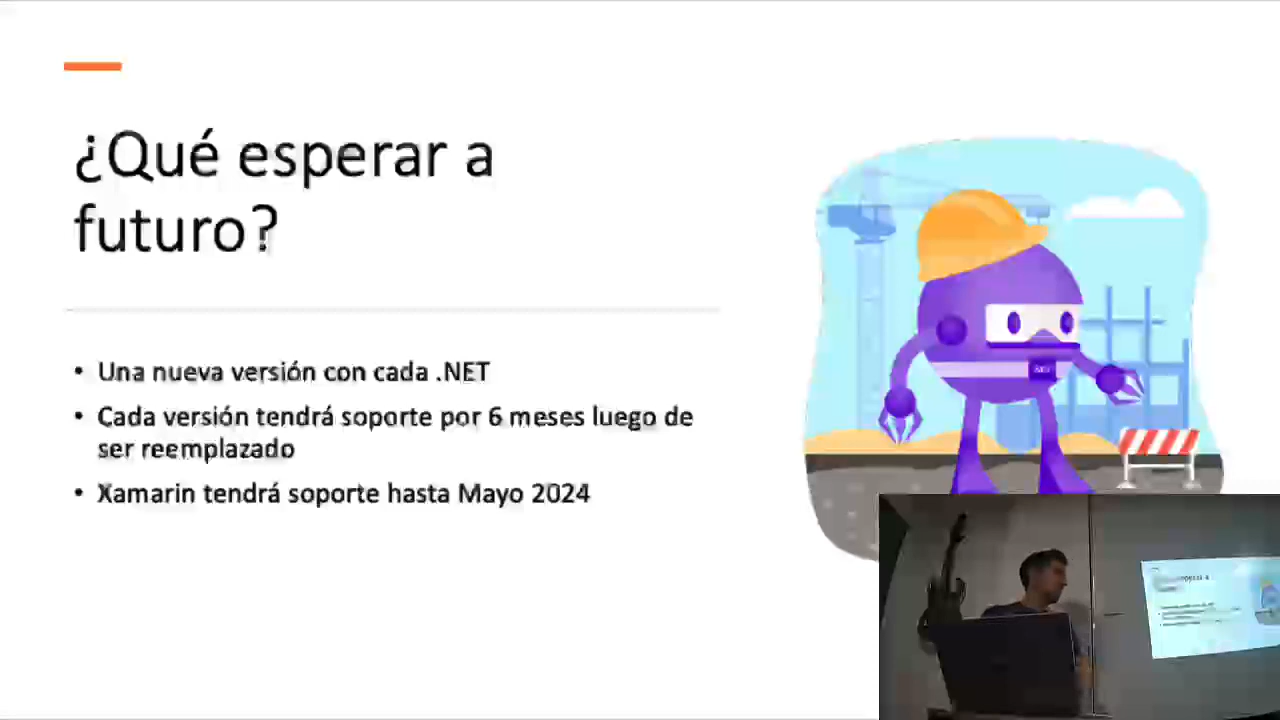 ¿Qué esperar a
futuro?
• Una nueva versión con cada .NET
• Cada versión tendrá soporte por 6 meses luego de
ser reemplazado
• Xamarin tendrá soporte hasta Mayo 2024